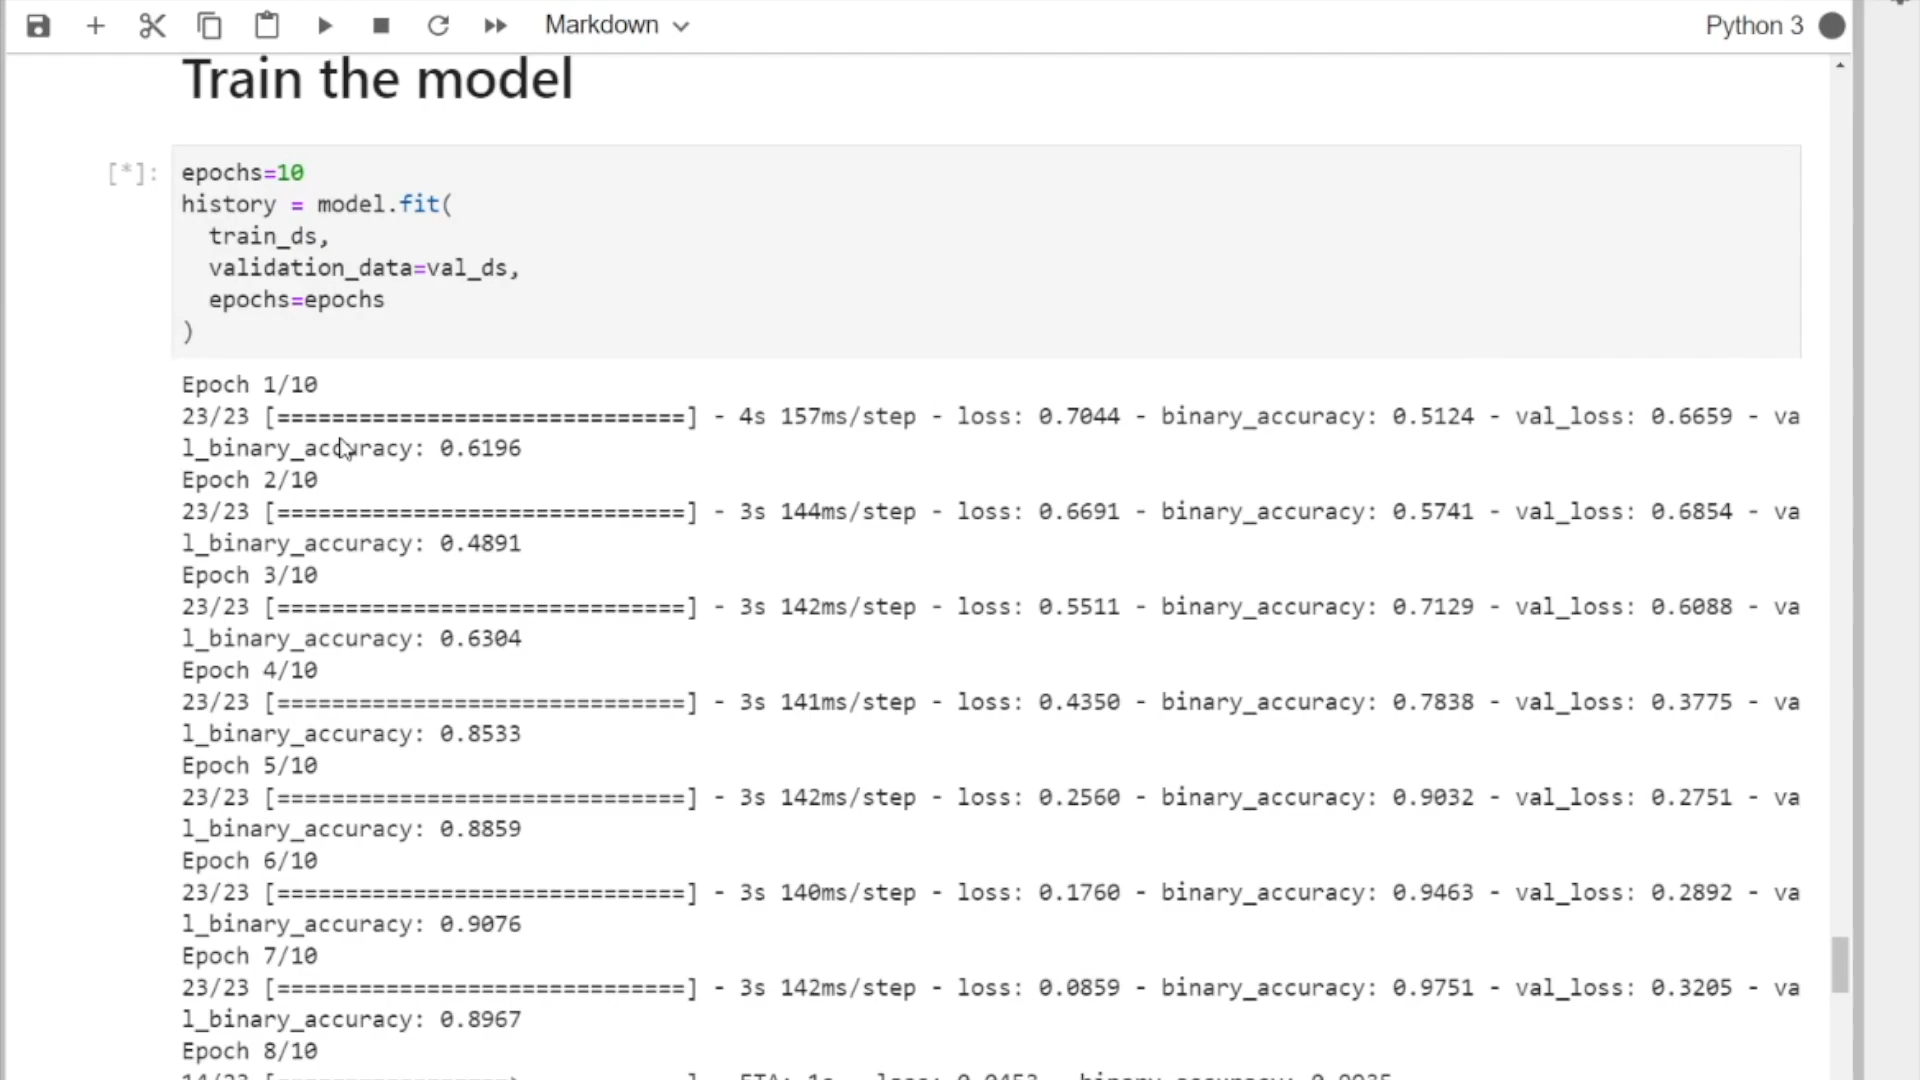 Markdown
Python 3
Train the model
[*]:
epochs=10
history = model.fit(
train_ds,
validation_data=val_ds,
epochs=epochs
)
Epoch 1/10
23/23 [==============================] - 4s 157ms/step - loss: 0.7044 - binary_accuracy: 0.5124 - val_loss: 0.6659 - va
l_binary_accuracy: 0.6196
Epoch 2/10
23/23 [==============================] - 3s 144ms/step - loss: 0.6691 - binary_accuracy: 0.5741 - val_loss: 0.6854 - va
l_binary_accuracy: 0.4891
Epoch 3/10
23/23 [==============================] - 3s 142ms/step - loss: 0.5511 - binary_accuracy: 0.7129 - val_loss: 0.6088 - va
l_binary_accuracy: 0.6304
Epoch 4/10
23/23 [==============================] - 3s 141ms/step - loss: 0.4350 - binary_accuracy: 0.7838 - val_loss: 0.3775 - va
l_binary_accuracy: 0.8533
Epoch 5/10
23/23 [==============================] - 3s 142ms/step - loss: 0.2560 - binary_accuracy: 0.9032 - val_loss: 0.2751 - va
l_binary_accuracy: 0.8859
Epoch 6/10
23/23 [==============================] - 3s 140ms/step - loss: 0.1760 - binary_accuracy: 0.9463 - val_loss: 0.2892 - va
l_binary_accuracy: 0.9076
Epoch 7/10
23/23 [==============================] - 3s 142ms/step - loss: 0.0859 - binary_accuracy: 0.9751 - val_loss: 0.3205 - va
l_binary_accuracy: 0.8967
Epoch 8/10
ETA: 1s - loss: - binary_accuracy: